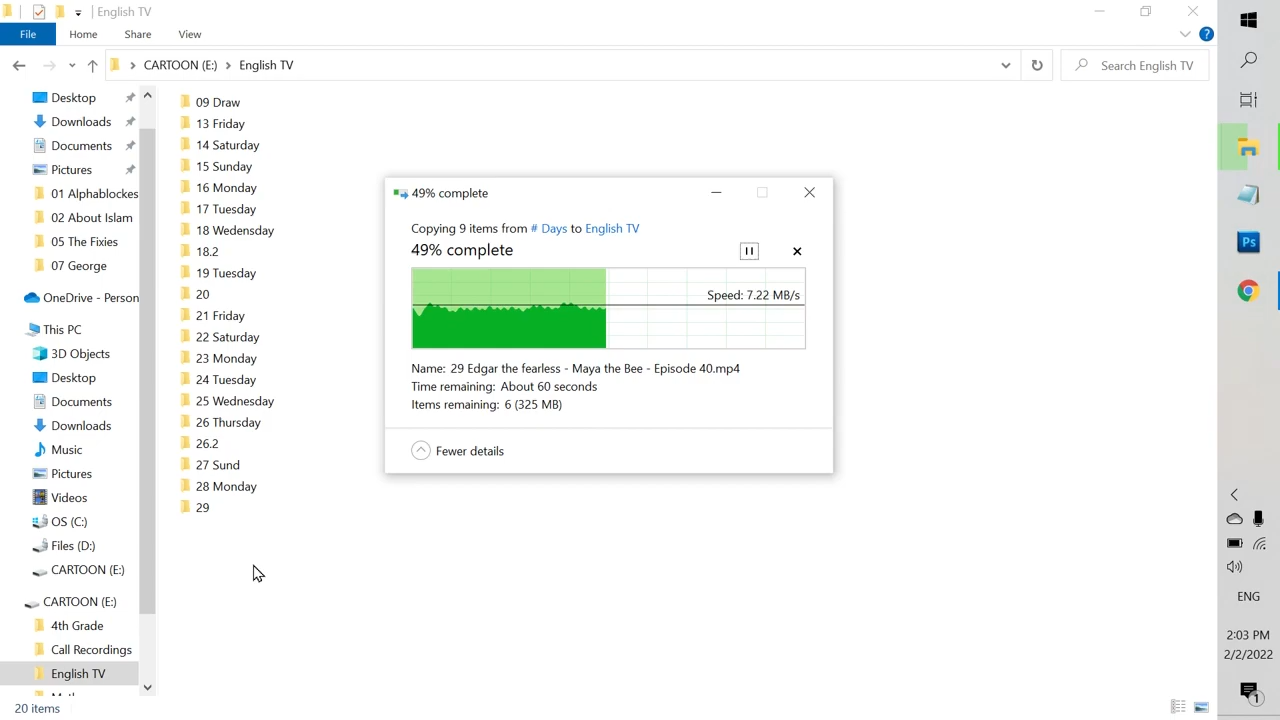 English TV
File Home Share View
?
CARTOON (E:) English TV
Search English TV
Desktop
Downloads
Documents
Pictures
01 Alphablockes
02 About Islam
05 The Fixies
07 George
OneDrive - Person
This PC
3D Objects
Desktop
Documents
Downloads
Music
Pictures
Videos
OS (C:)
Files (D:)
CARTOON (E:)
CARTOON (E:)
4th Grade
Call Recordings
English TV
20 items
09 Draw
13 Friday
14 Saturday
15 Sunday
16 Monday
17 Tuesday
18 Wedensday
18.2
19 Tuesday
20
21 Friday
22 Saturday
23 Monday
24 Tuesday
25 Wednesday
26 Thursday
26.2
27 Sund
28 Monday
29
49% complete
Copying 9 items from # Days to English TV
49% complete
Speed: 7.22 MB/s
Name: 29 Edgar the fearless - Maya the Bee - Episode 40.mp4
Time remaining: About 60 seconds
Items remaining: 6 (325 MB)
Fewer details
Ps
ENG
2:03 PM
2/2/2022
1